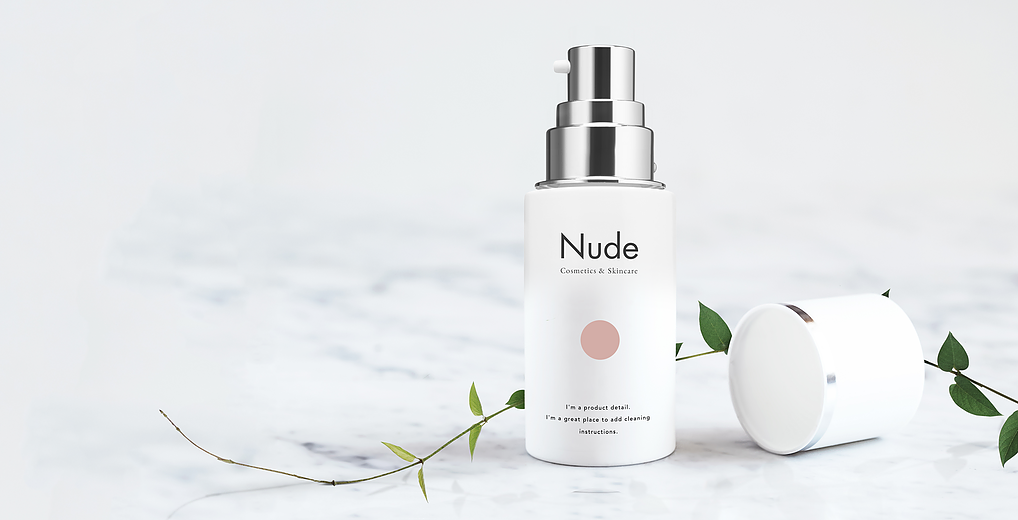 Nude
Cosmetics & Skincare
I'm a product detail.
I'm a great place to add cleaning
instructions.